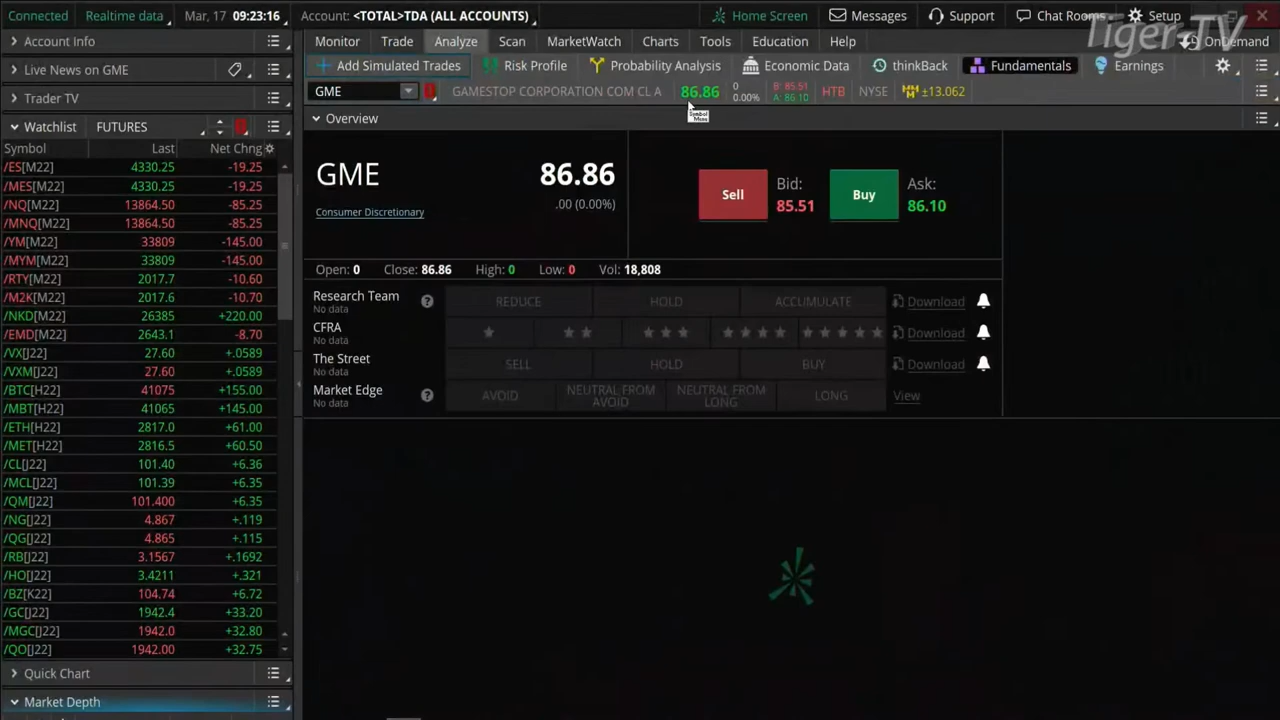 Connected Realtime data Mar, 17 09:23:16 Account: <TOTAL>TDA (ALL ACCOUNTS) Home Screen Messages Support Chat Rooms Setup
Tiger-TV
Account Info Monitor Trade Analyze Scan MarketWatch Charts Tools Education Help OnDemand
Live News on GME Add Simulated Trades Risk Profile Probability Analysis Economic Data thinkBack Fundamentals Earnings
Trader TV GME GAMESTOP CORPORATION COM CL A 86.86 0 0.00% B: 85.51 A: 86.10 HTB NYSE ±13.062
Symbol Menu
Watchlist FUTURES Overview
Symbol Last Net Chng
/ES[M22] 4330.25 -19.25
/MES[M22] 4330.25 -19.25
/NQ[M22] 13864.50 -85.25
/MNQ[M22] 13864.50 -85.25
/YM[M22] 33809 -145.00
/MYM[M22] 33809 -145.00
/RTY[M22] 2017.7 -10.60
/M2K[M22] 2017.6 -10.70
/NKD[M22] 26385 +220.00
/EMD[M22] 2643.1 -8.70
/VX[J22] 27.60 +.0589
/VXM[J22] 27.60 +.0589
/BTC[H22] 41075 +155.00
/MBT[H22] 41065 +145.00
/ETH[H22] 2817.0 +61.00
/MET[H22] 2816.5 +60.50
/CL[J22] 101.40 +6.36
/MCL[J22] 101.39 +6.35
/QM[J22] 101.400 +6.35
/NG[J22] 4.867 +.119
/QG[J22] 4.865 +.115
/RB[J22] 3.1567 +.1692
/HO[J22] 3.4211 +.321
/BZ[K22] 104.74 +6.72
/GC[J22] 1942.4 +33.20
/MGC[J22] 1942.0 +32.80
/QO[J22] 1942.00 +32.75
Quick Chart
Market Depth
GME 86.86
.00 (0.00%)
Consumer Discretionary
Sell Bid: 85.51 Buy Ask: 86.10
Open: 0 Close: 86.86 High: 0 Low: 0 Vol: 18,808
Research Team REDUCE HOLD ACCUMULATE Download
No data
CFRA Download
No data
The Street SELL HOLD BUY Download
No data
Market Edge AVOID NEUTRAL FROM AVOID NEUTRAL FROM LONG LONG View
No data